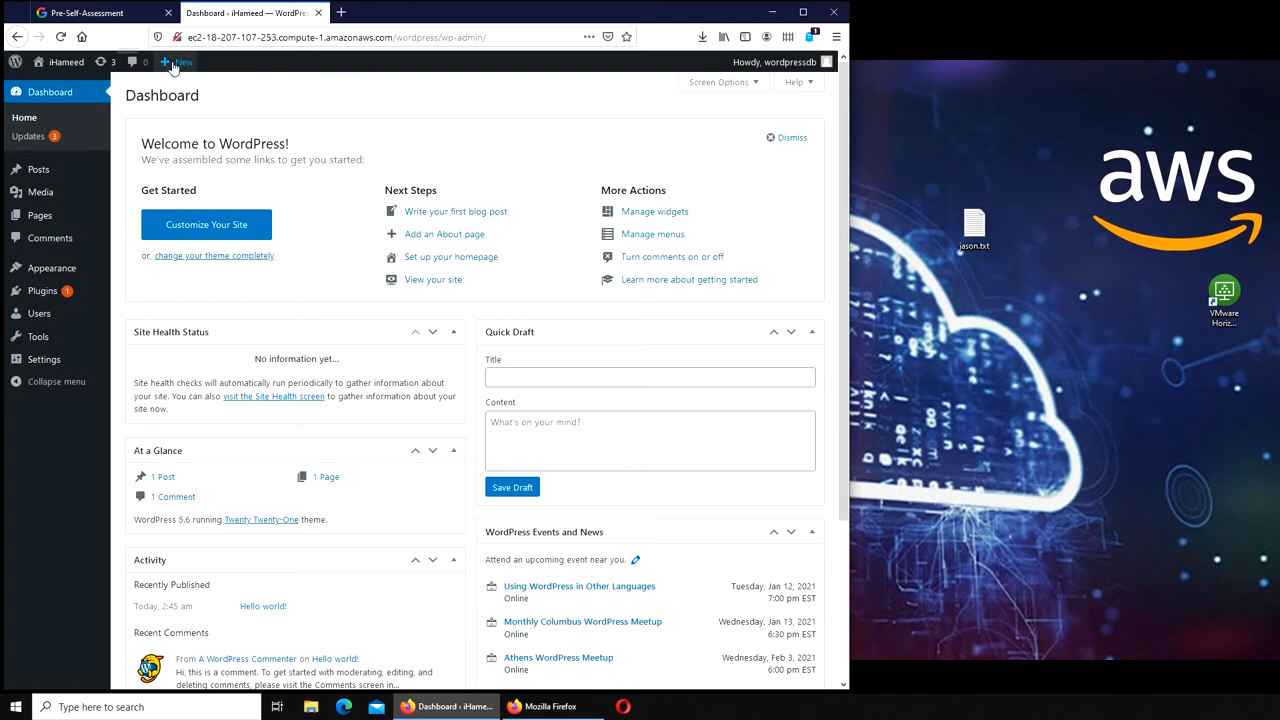 Pre-Self-Assessment
Dashboard ‹ iHameed — WordPre
ec2-18-207-107-253.compute-1.amazonaws.com/wordpress/wp-admin/
1
iHameed 3 0 + New
Howdy, wordpressdb
Screen Options
Help
Dashboard
Home
Updates 3
Posts
Media
Pages
Comments
Appearance
Plugins 1
Users
Tools
Settings
Collapse menu
Dashboard
Welcome to WordPress!
Dismiss
We've assembled some links to get you started:
Get Started
Customize Your Site
or, change your theme completely
Next Steps
Write your first blog post
Add an About page
Set up your homepage
View your site
More Actions
Manage widgets
Manage menus
Turn comments on or off
Learn more about getting started
Site Health Status
No information yet...
Site health checks will automatically run periodically to gather information about
your site. You can also visit the Site Health screen to gather information about your
site now.
At a Glance
1 Post
1 Page
1 Comment
WordPress 5.6 running Twenty Twenty-One theme.
Activity
Recently Published
Today, 2:45 am Hello world!
Recent Comments
From A WordPress Commenter on Hello world!
Hi, this is a comment. To get started with moderating, editing, and
deleting comments, please visit the Comments screen in...
Quick Draft
Title
Content
What's on your mind?
Save Draft
WordPress Events and News
Attend an upcoming event near you.
Using WordPress in Other Languages
Online
Tuesday, Jan 12, 2021
7:00 pm EST
Monthly Columbus WordPress Meetup
Online
Wednesday, Jan 13, 2021
6:30 pm EST
Athens WordPress Meetup
Online
Wednesday, Feb 3, 2021
6:00 pm EST
aws
jason.txt
VMware
Horiz...
Type here to search
Dashboard ‹ iHame...
Mozilla Firefox